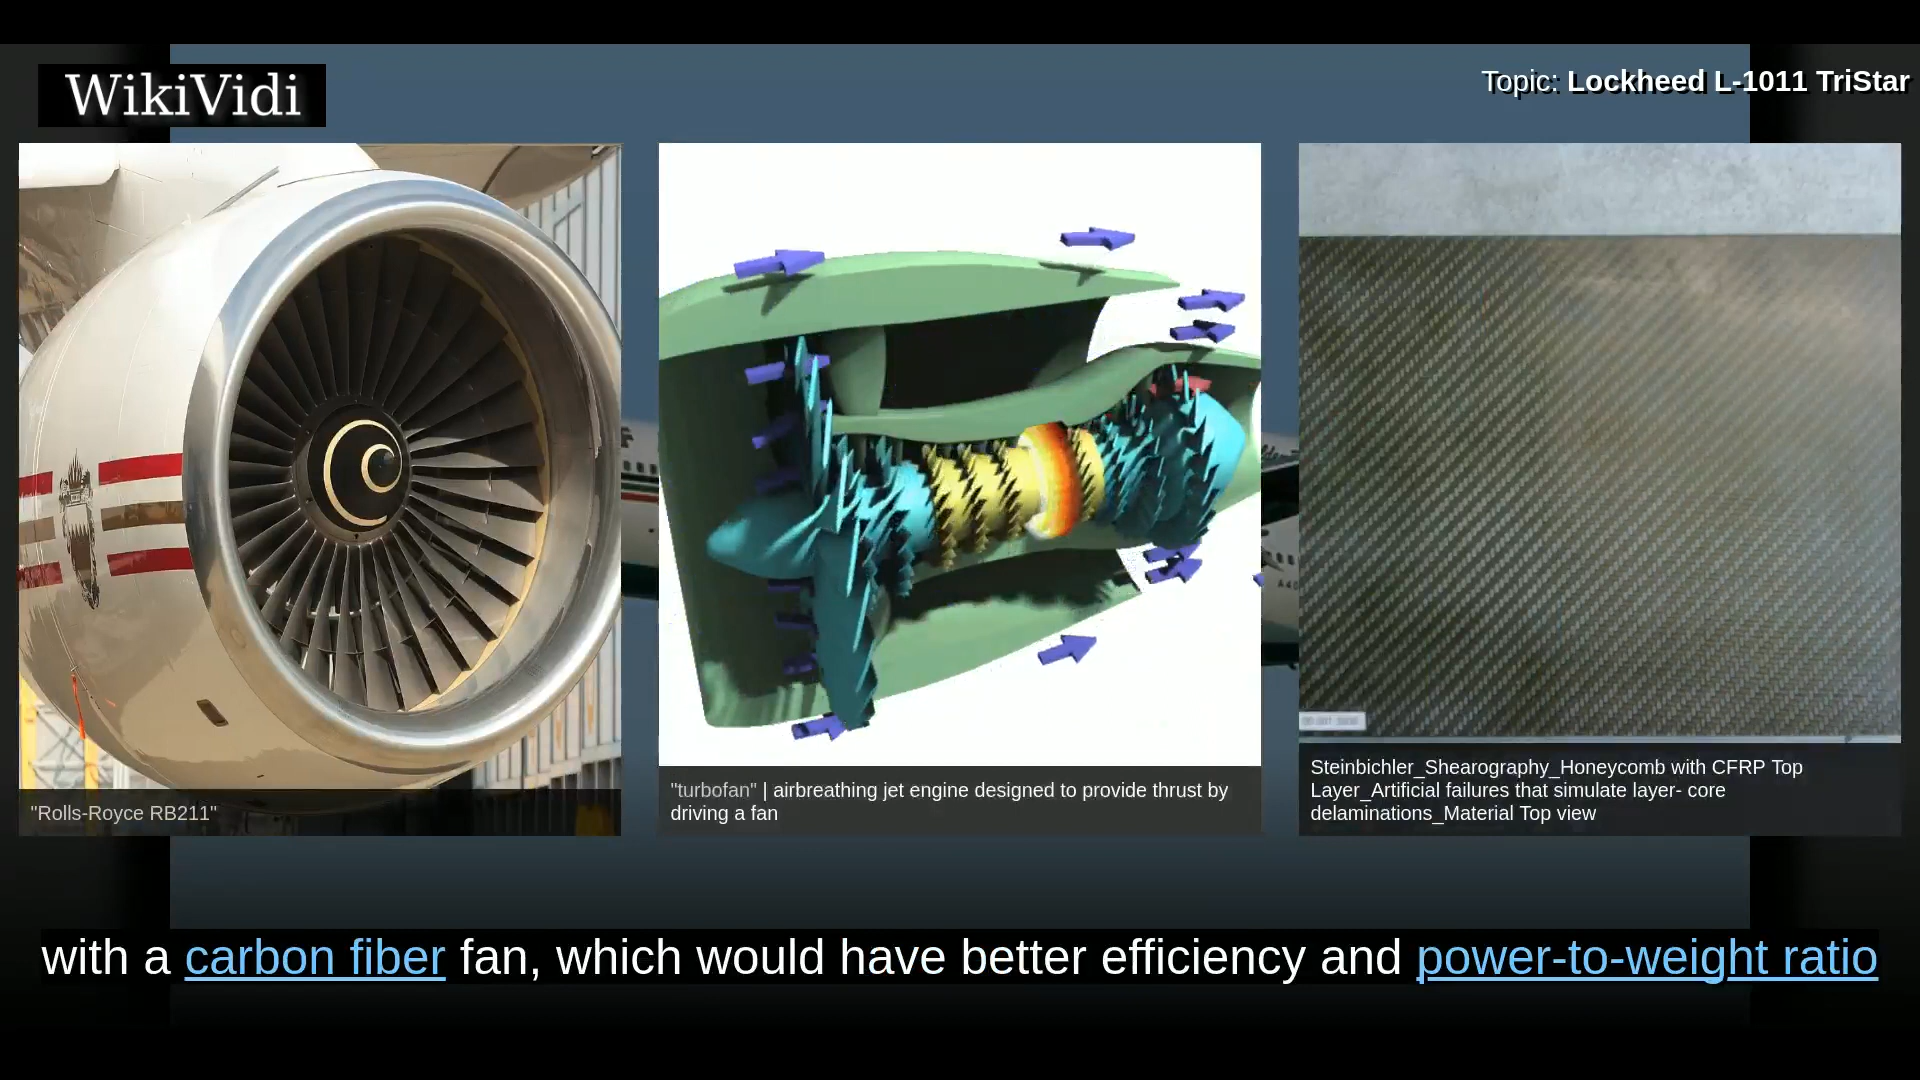 WikiVidi
Topic: Lockheed L-1011 TriStar
"Rolls-Royce RB211"
"turbofan" | airbreathing jet engine designed to provide thrust by
driving a fan
Steinbichler_Shearography_Honeycomb with CFRP Top
Layer_Artificial failures that simulate layer- core
delaminations_Material Top view
with a carbon fiber fan, which would have better efficiency and power-to-weight ratio